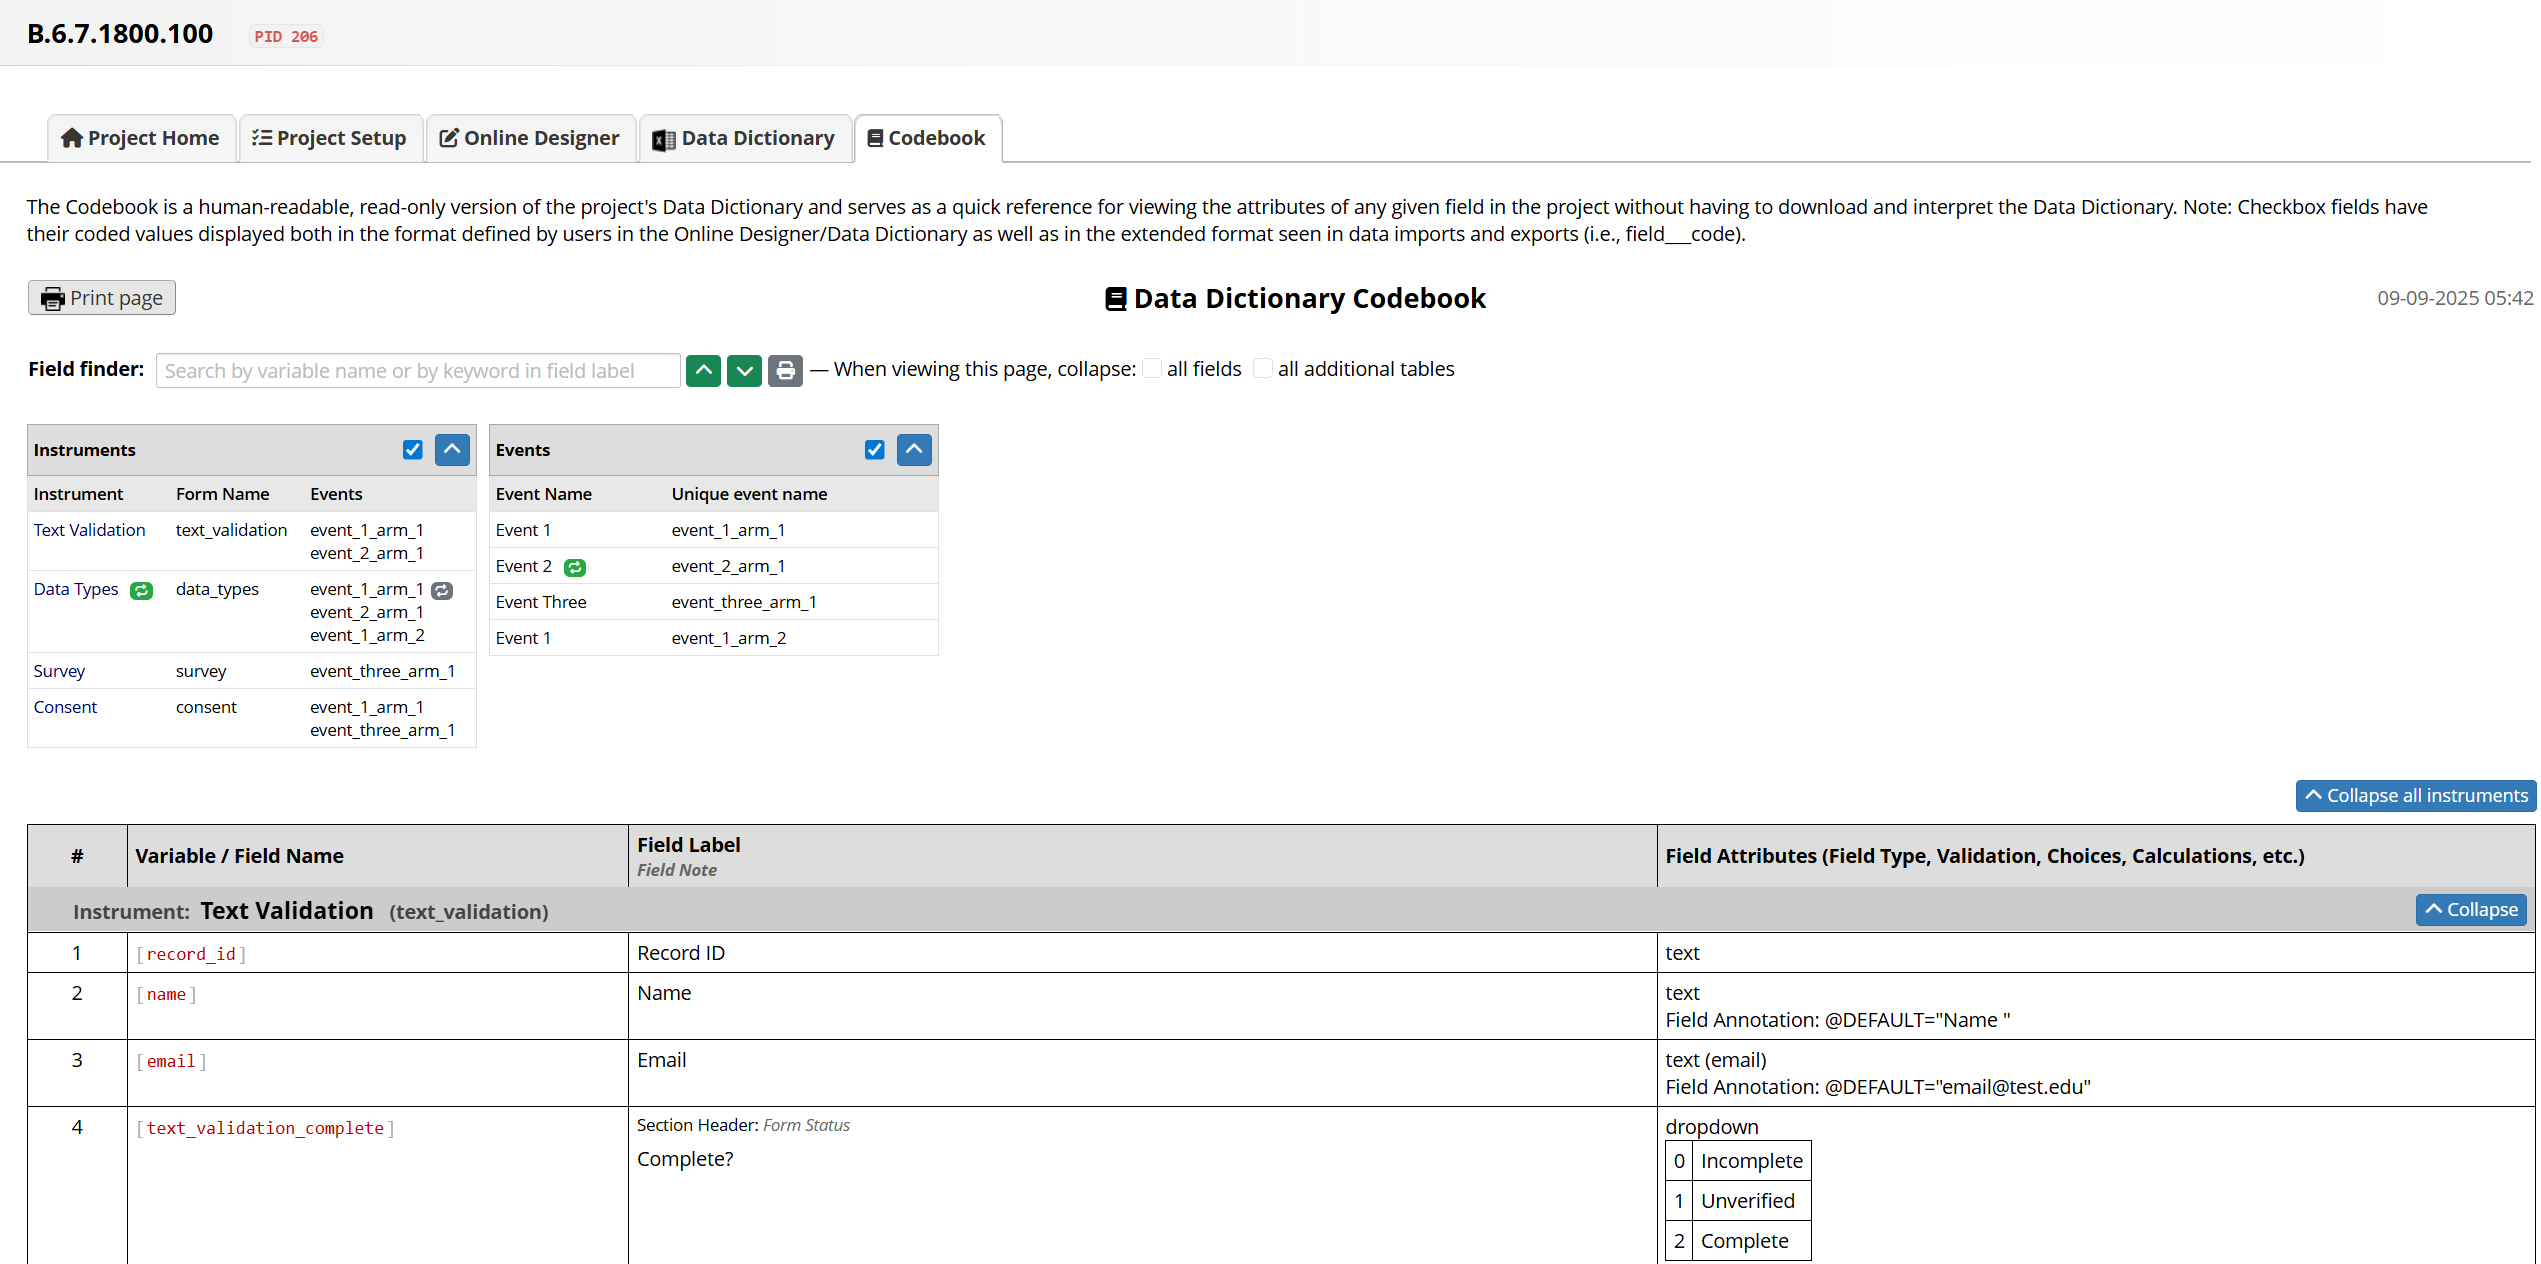 B.6.7.1800.100 PID 206
Project Home Project Setup Online Designer Data Dictionary Codebook
The Codebook is a human-readable, read-only version of the project's Data Dictionary and serves as a quick reference for viewing the attributes of any given field in the project without having to download and interpret the Data Dictionary. Note: Checkbox fields have
their coded values displayed both in the format defined by users in the Online Designer/Data Dictionary as well as in the extended format seen in data imports and exports (i.e., field___code).
Print page Data Dictionary Codebook 09-09-2025 05:42
Field finder: Search by variable name or by keyword in field label — When viewing this page, collapse: all fields all additional tables
Instruments
Instrument Form Name Events
Text Validation text_validation event_1_arm_1
event_2_arm_1
Data Types data_types event_1_arm_1
event_2_arm_1
event_1_arm_2
Survey survey event_three_arm_1
Consent consent event_1_arm_1
event_three_arm_1
Events
Event Name Unique event name
Event 1 event_1_arm_1
Event 2 event_2_arm_1
Event Three event_three_arm_1
Event 1 event_1_arm_2
Collapse all instruments
# Variable / Field Name Field Label Field Attributes (Field Type, Validation, Choices, Calculations, etc.)
Field Note
Instrument: Text Validation (text_validation) Collapse
1 [record_id] Record ID text
2 [name] Name text
Field Annotation: @DEFAULT="Name "
3 [email] Email text (email)
Field Annotation: @DEFAULT="email@test.edu"
4 [text_validation_complete] Section Header: Form Status dropdown
Complete?
0 Incomplete
1 Unverified
2 Complete